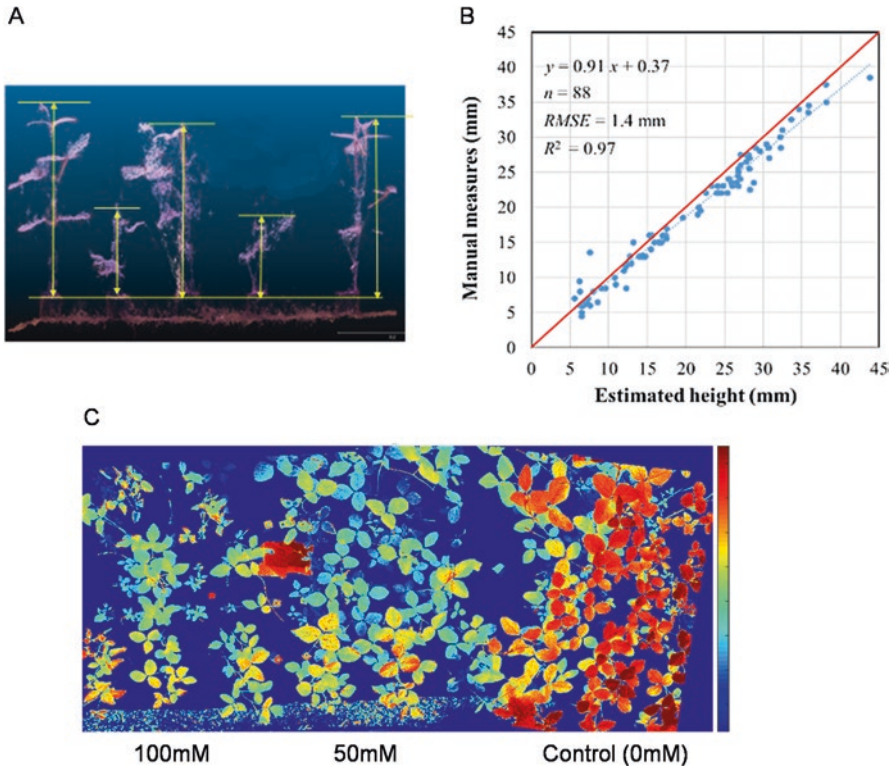 A
B
y = 0.91 x + 0.37
n = 88
RMSE = 1.4 mm
R² = 0.97
Manual measures (mm)
45
40
35
30
25
20
15
10
5
0
0 5 10 15 20 25 30 35 40 45
Estimated height (mm)
C
100mM 50mM Control (0mM)